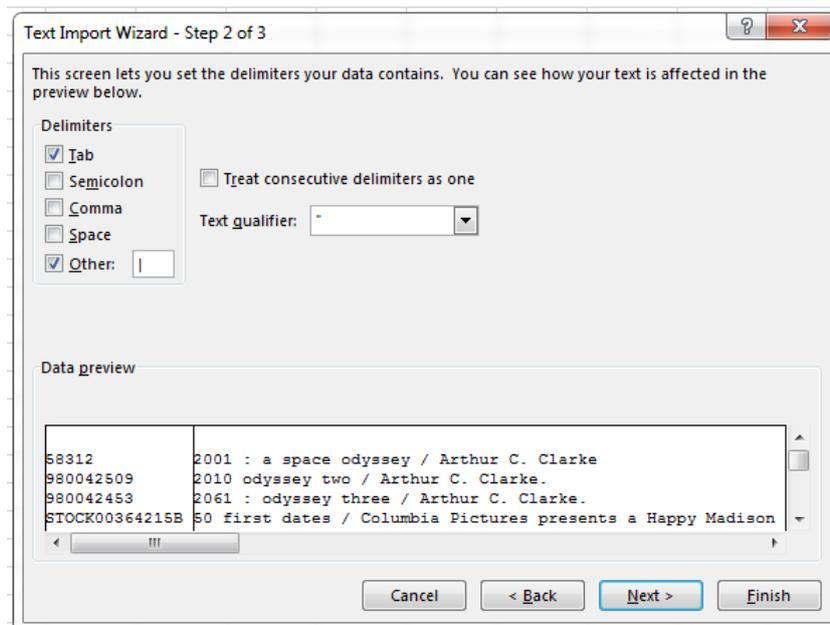 Text Import Wizard - Step 2 of 3
?
This screen lets you set the delimiters your data contains. You can see how your text is affected in the
preview below.
Delimiters
Tab
Semicolon
Comma
Space
Other: |
Treat consecutive delimiters as one
Text qualifier: "
Data preview
58312 2001 : a space odyssey / Arthur C. Clarke
980042509 2010 odyssey two / Arthur C. Clarke.
980042453 2061 : odyssey three / Arthur C. Clarke.
STOCK00364215B 50 first dates / Columbia Pictures presents a Happy Madison
Cancel
< Back
Next >
Finish